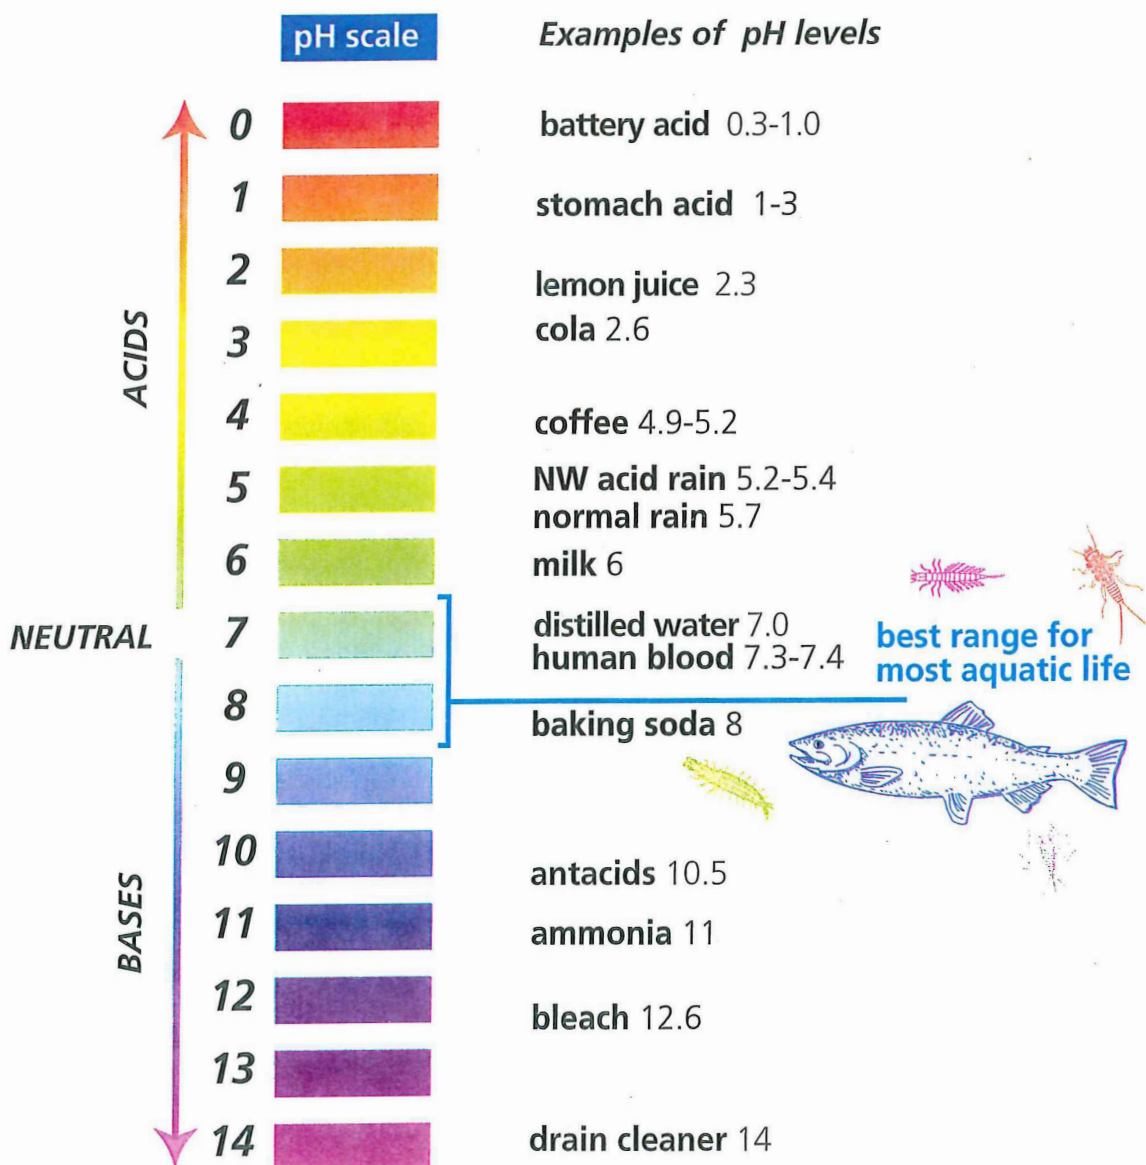 pH scale Examples of pH levels
0 battery acid 0.3-1.0
1 stomach acid 1-3
2 lemon juice 2.3
3 cola 2.6
ACIDS
4 coffee 4.9-5.2
5 NW acid rain 5.2-5.4
normal rain 5.7
6 milk 6
NEUTRAL 7 distilled water 7.0
human blood 7.3-7.4
best range for
most aquatic life
8 baking soda 8
9
10 antacids 10.5
BASES
11 ammonia 11
12 bleach 12.6
13
14 drain cleaner 14